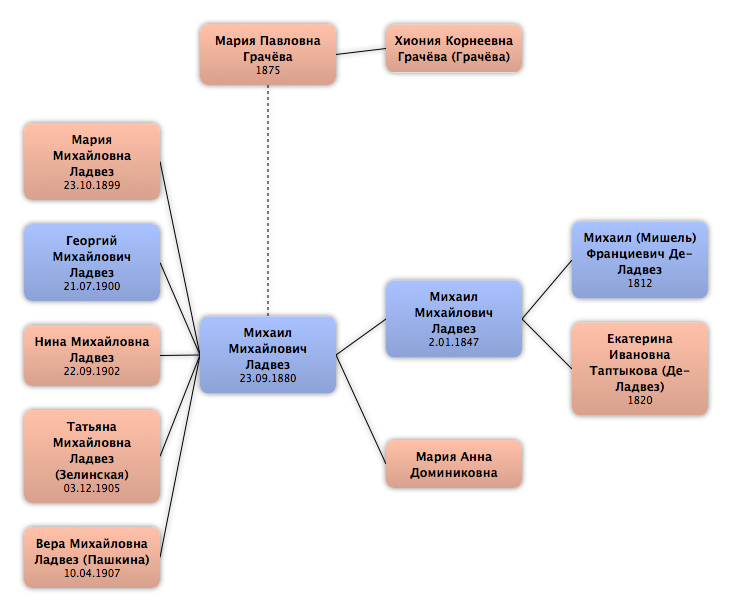 Мария Павловна
Грачёва
1875
Хиония Корнеевна
Грачёва (Грачёва)
Мария
Михайловна
Ладвез
23.10.1899
Георгий
Михайлович
Ладвез
21.07.1900
Нина Михайловна
Ладвез
22.09.1902
Татьяна
Михайловна
Ладвез
(Зелинская)
03.12.1905
Вера Михайловна
Ладвез (Пашкина)
10.04.1907
Михаил
Михайлович
Ладвез
23.09.1880
Михаил
Михайлович
Ладвез
2.01.1847
Мария Анна
Доминиковна
Михаил (Мишель)
Францевич Де-
Ладвез
1812
Екатерина
Ивановна
Таптыкова (Де-
Ладвез)
1820